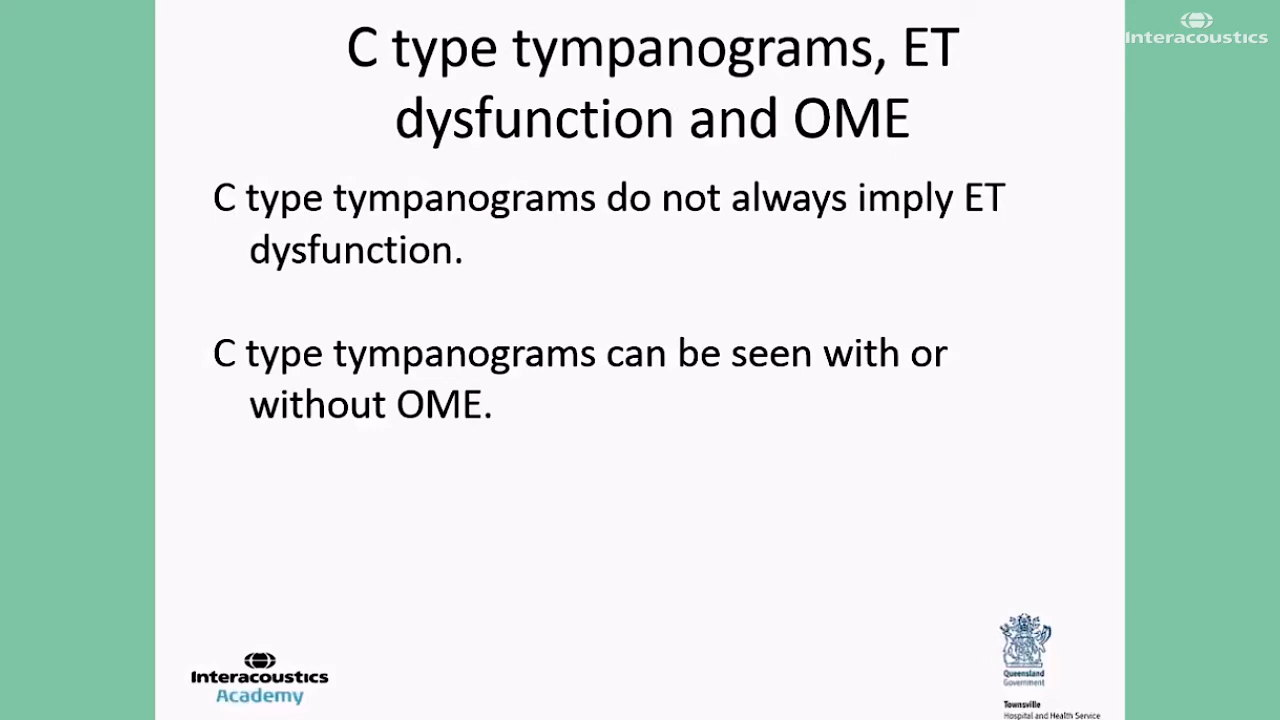 Interacoustics
C type tympanograms, ET
dysfunction and OME
C type tympanograms do not always imply ET
dysfunction.
C type tympanograms can be seen with or
without OME.
Interacoustics
Academy
Queensland
Government
Townsville
Hospital and Health Service